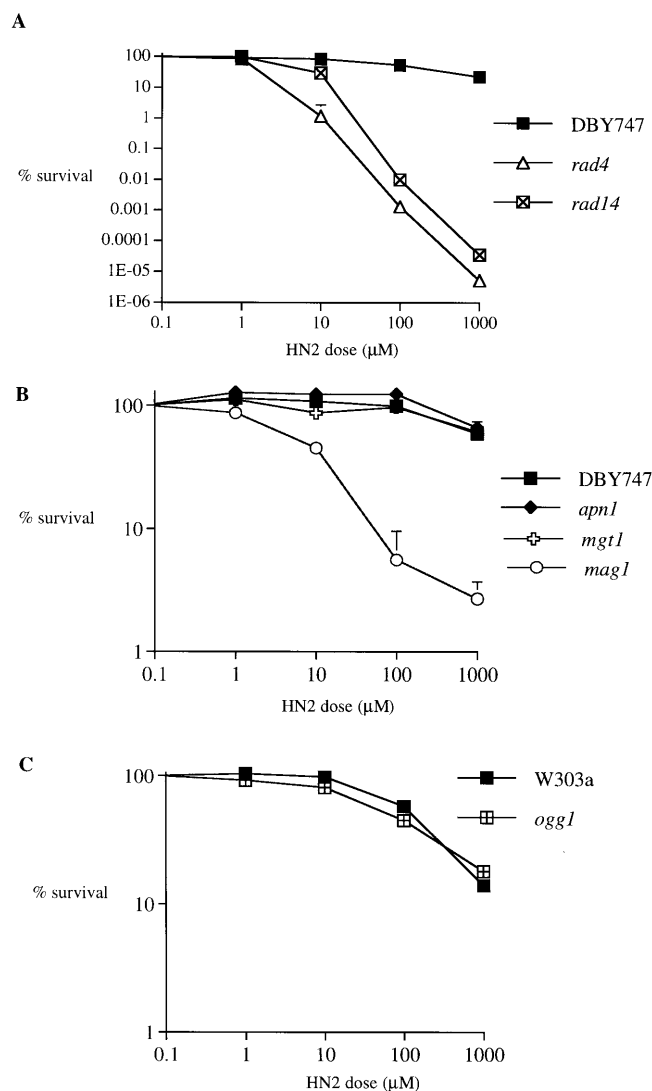 A
100
10
1
0.1
0.01
0.001
0.0001
1E-05
1E-06
% survival
0.1 1 10 100 1000
HN2 dose (µM)
DBY747
rad4
rad14
B
100
10
1
% survival
0.1 1 10 100 1000
HN2 dose (µM)
DBY747
apn1
mgt1
mag1
C
100
10
1
% survival
0.1 1 10 100 1000
HN2 dose (µM)
W303a
ogg1